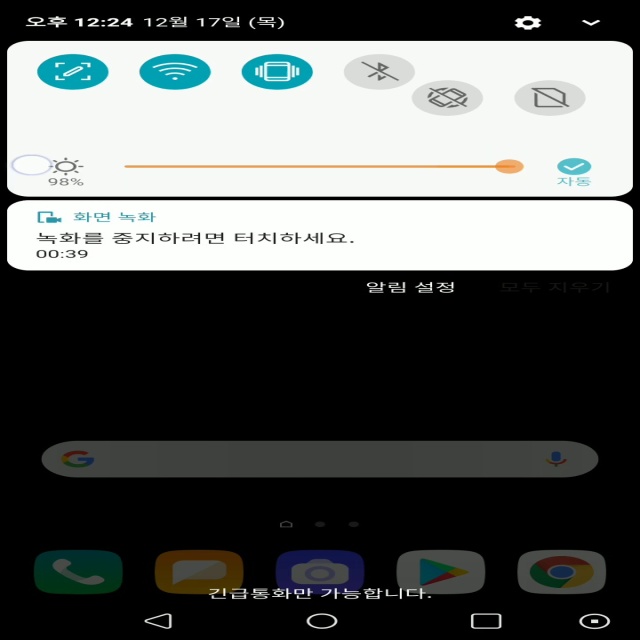 오후 12:24 12월 17일 (목)
98%
자동
화면 녹화
녹화를 중지하려면 터치하세요.
00:39
알림 설정 모두 지우기
긴급통화만 가능합니다.